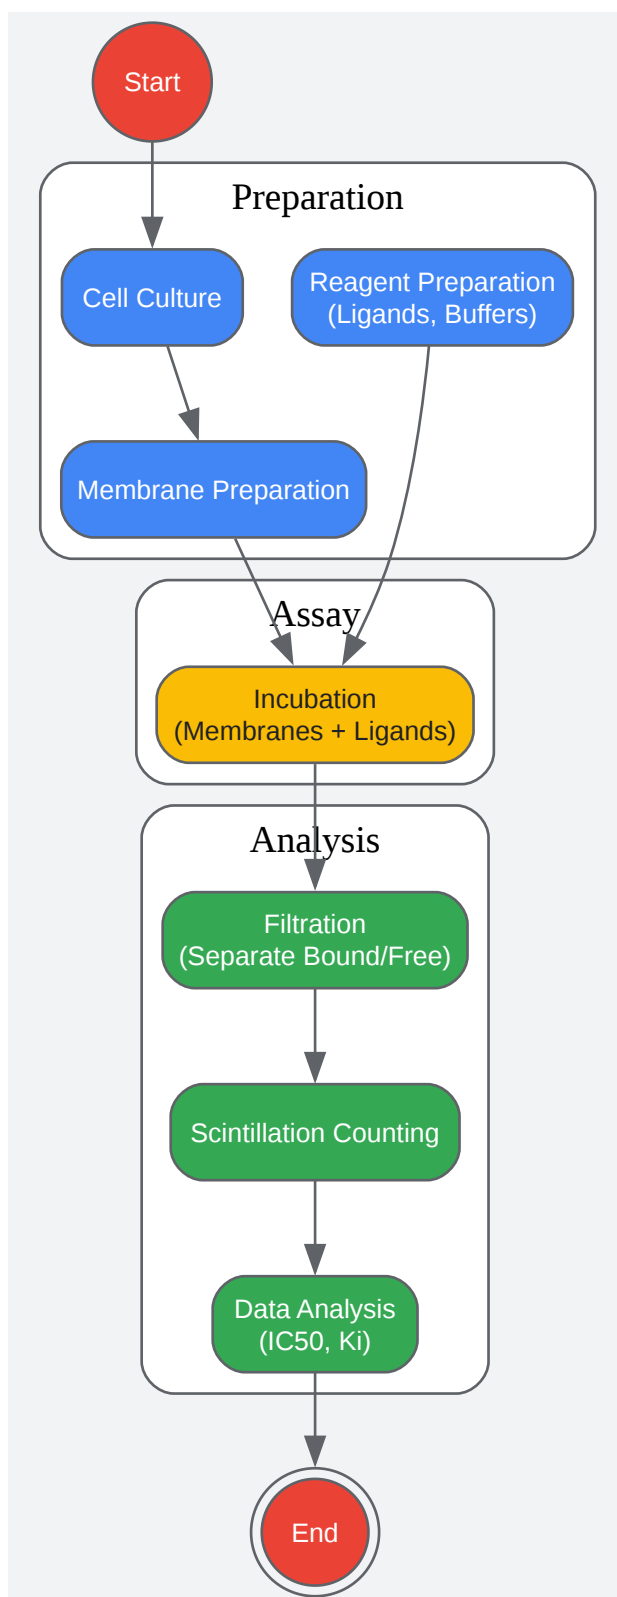 Start
Preparation
Cell Culture
Reagent Preparation
(Ligands, Buffers)
Membrane Preparation
Assay
Incubation
(Membranes + Ligands)
Analysis
Filtration
(Separate Bound/Free)
Scintillation Counting
Data Analysis
(IC50, Ki)
End